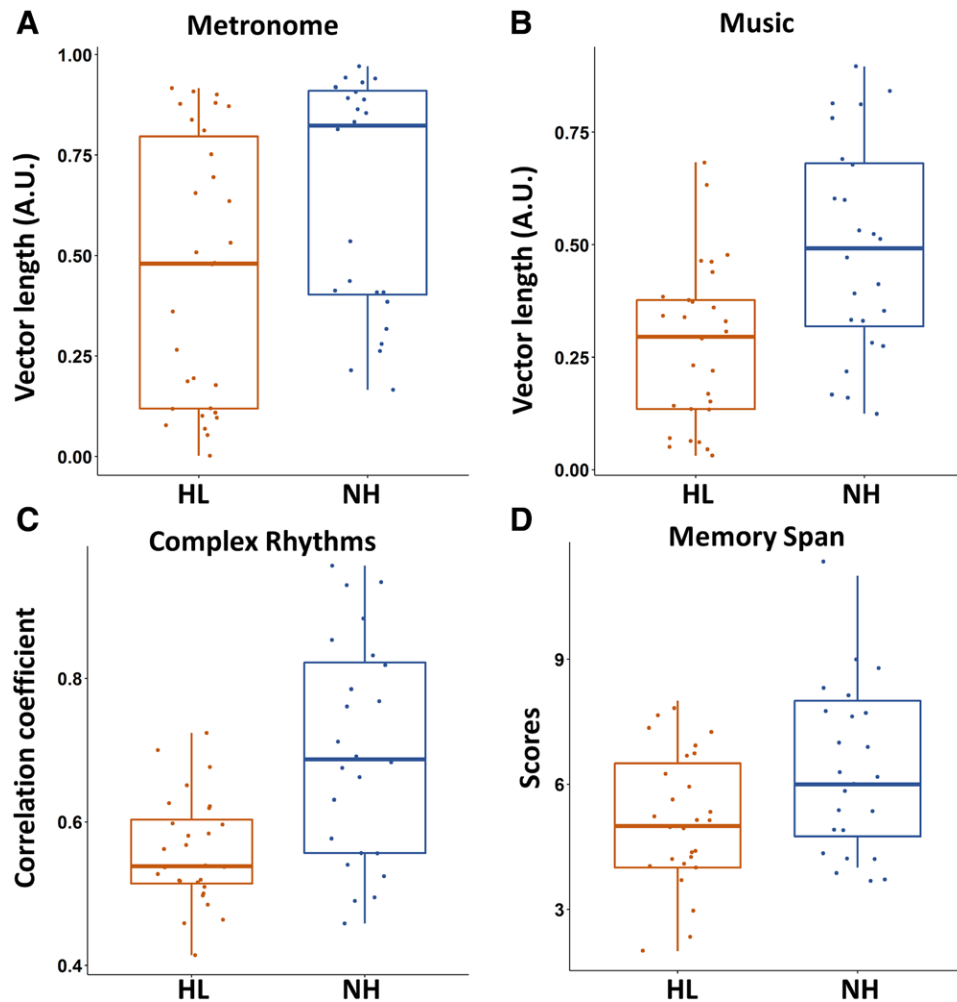 A
Metronome
Vector length (A.U.)
1.00
0.75
0.50
0.25
0.00
HL
NH
B
Music
Vector length (A.U.)
0.75
0.50
0.25
0.00
HL
NH
C
Complex Rhythms
Correlation coefficient
0.8
0.6
0.4
HL
NH
D
Memory Span
Scores
9
6
3
HL
NH